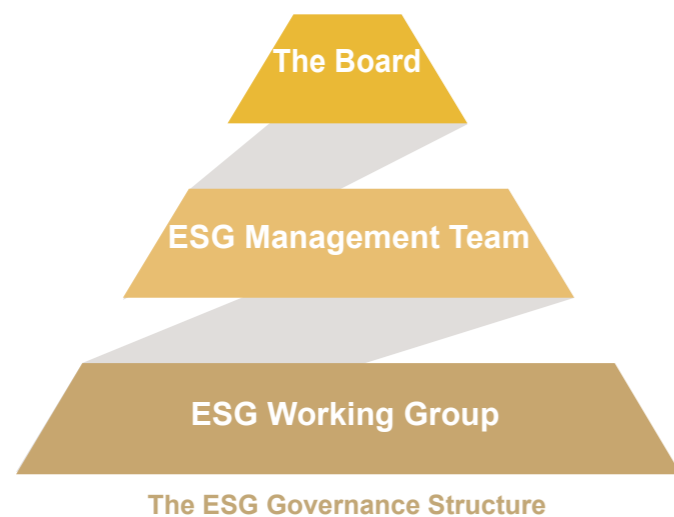 The Board
ESG Management Team
ESG Working Group
The ESG Governance Structure